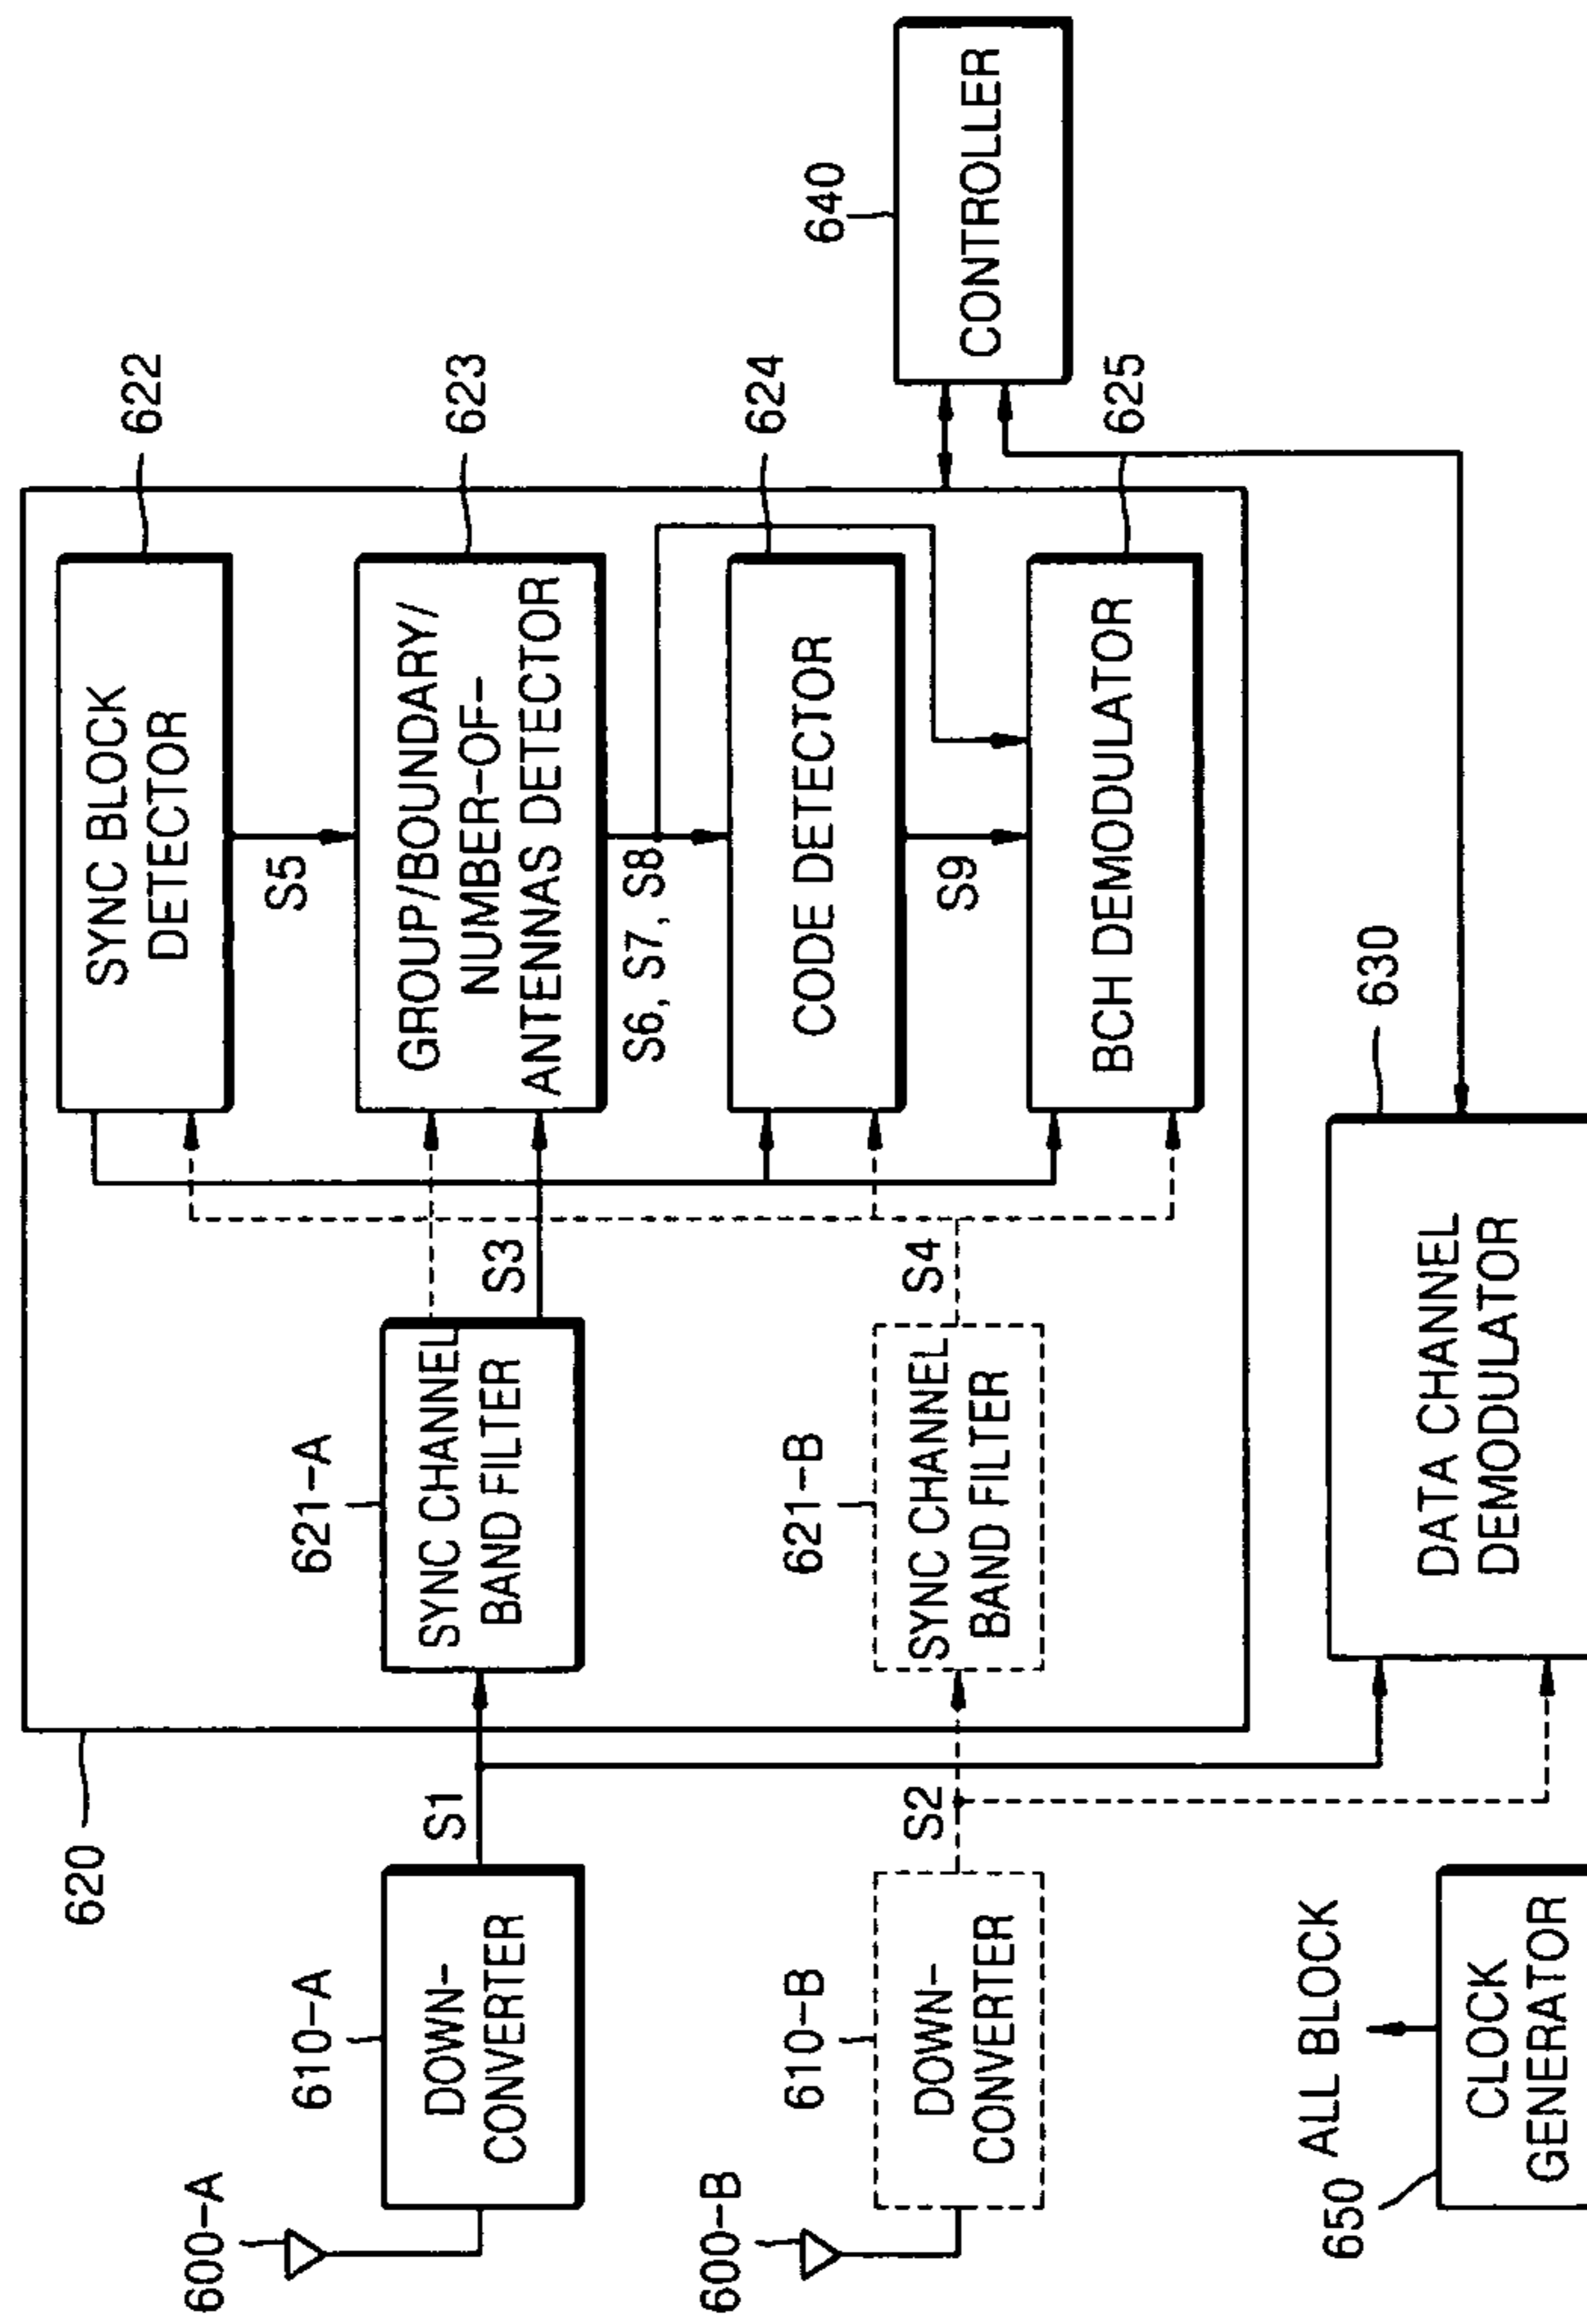 620
622
SYNC BLOCK
DETECTOR
S5
600-A
610-A
DOWN-
CONVERTER
S1
621-A
SYNC CHANNEL
BAND FILTER
S3
623
GROUP/BOUNDARY/
NUMBER-OF-
ANTENNAS DETECTOR
S6, S7, S8
600-B
610-B
DOWN-
CONVERTER
S2
621-B
SYNC CHANNEL
BAND FILTER
S4
624
CODE DETECTOR
S9
640
CONTROLLER
625
BCH DEMODULATOR
650
ALL BLOCK
CLOCK
GENERATOR
630
DATA CHANNEL
DEMODULATOR